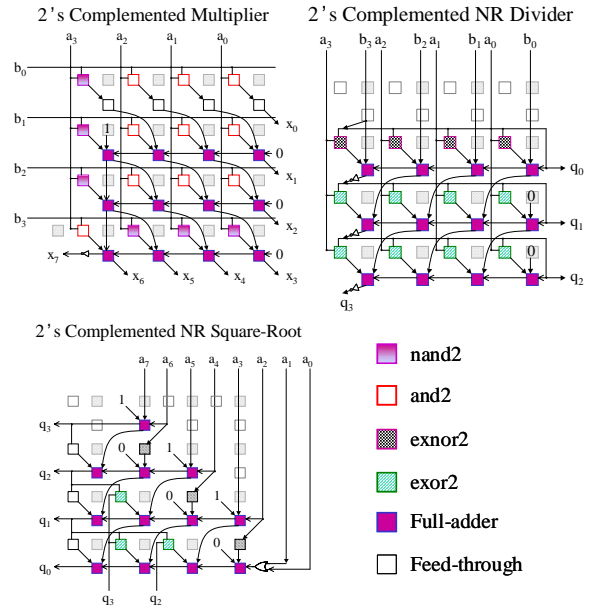 2's Complemented Multiplier
a3 a2 a1 a0
b0
x0
b1
1
0
x1
b2
0
x2
b3
x7
0
x6 x5 x4 x3
2's Complemented NR Divider
a3 b3 a2 b2 a1 b1 a0 b0
q0
0
q1
0
q2
q3
2's Complemented NR Square-Root
a7 a6 a5 a4 a3 a2 a1 a0
1
q3
0 1
q2
0 1
q1
0
q0
q3 q2
nand2
and2
exnor2
exor2
Full-adder
Feed-through